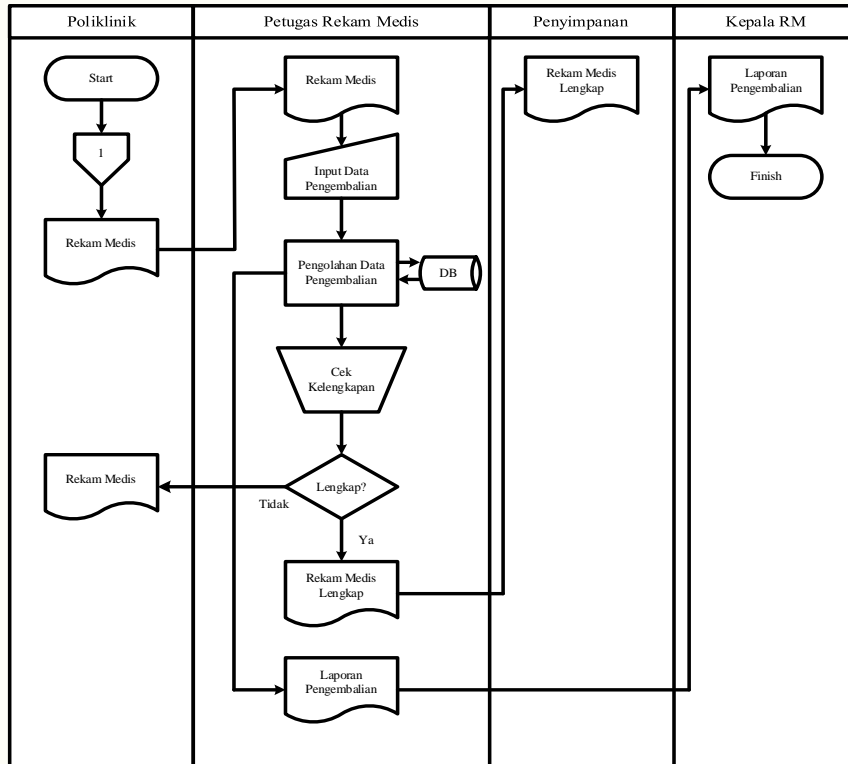 Poliklinik
Petugas Rekam Medis
Penyimpanan
Kepala RM
Start
1
Rekam Medis
Rekam Medis
Input Data
Pengembalian
Pengolahan Data
Pengembalian
DB
Cek
Kelengkapan
Lengkap?
Tidak
Ya
Rekam Medis
Rekam Medis
Lengkap
Laporan
Pengembalian
Rekam Medis
Lengkap
Laporan
Pengembalian
Finish